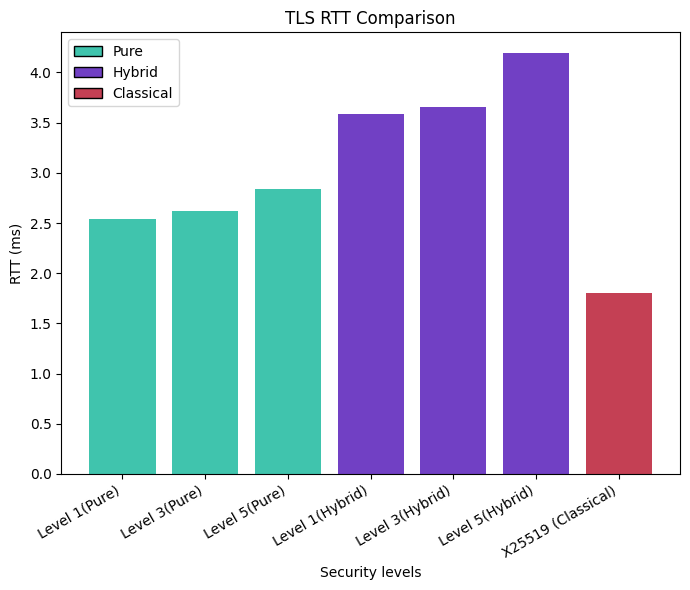 TLS RTT Comparison
Pure
Hybrid
Classical
RTT (ms)
4.0
3.5
3.0
2.5
2.0
1.5
1.0
0.5
0.0
Level 1(Pure)
Level 3(Pure)
Level 5(Pure)
Level 1(Hybrid)
Level 3(Hybrid)
Level 5(Hybrid)
X25519 (Classical)
Security levels